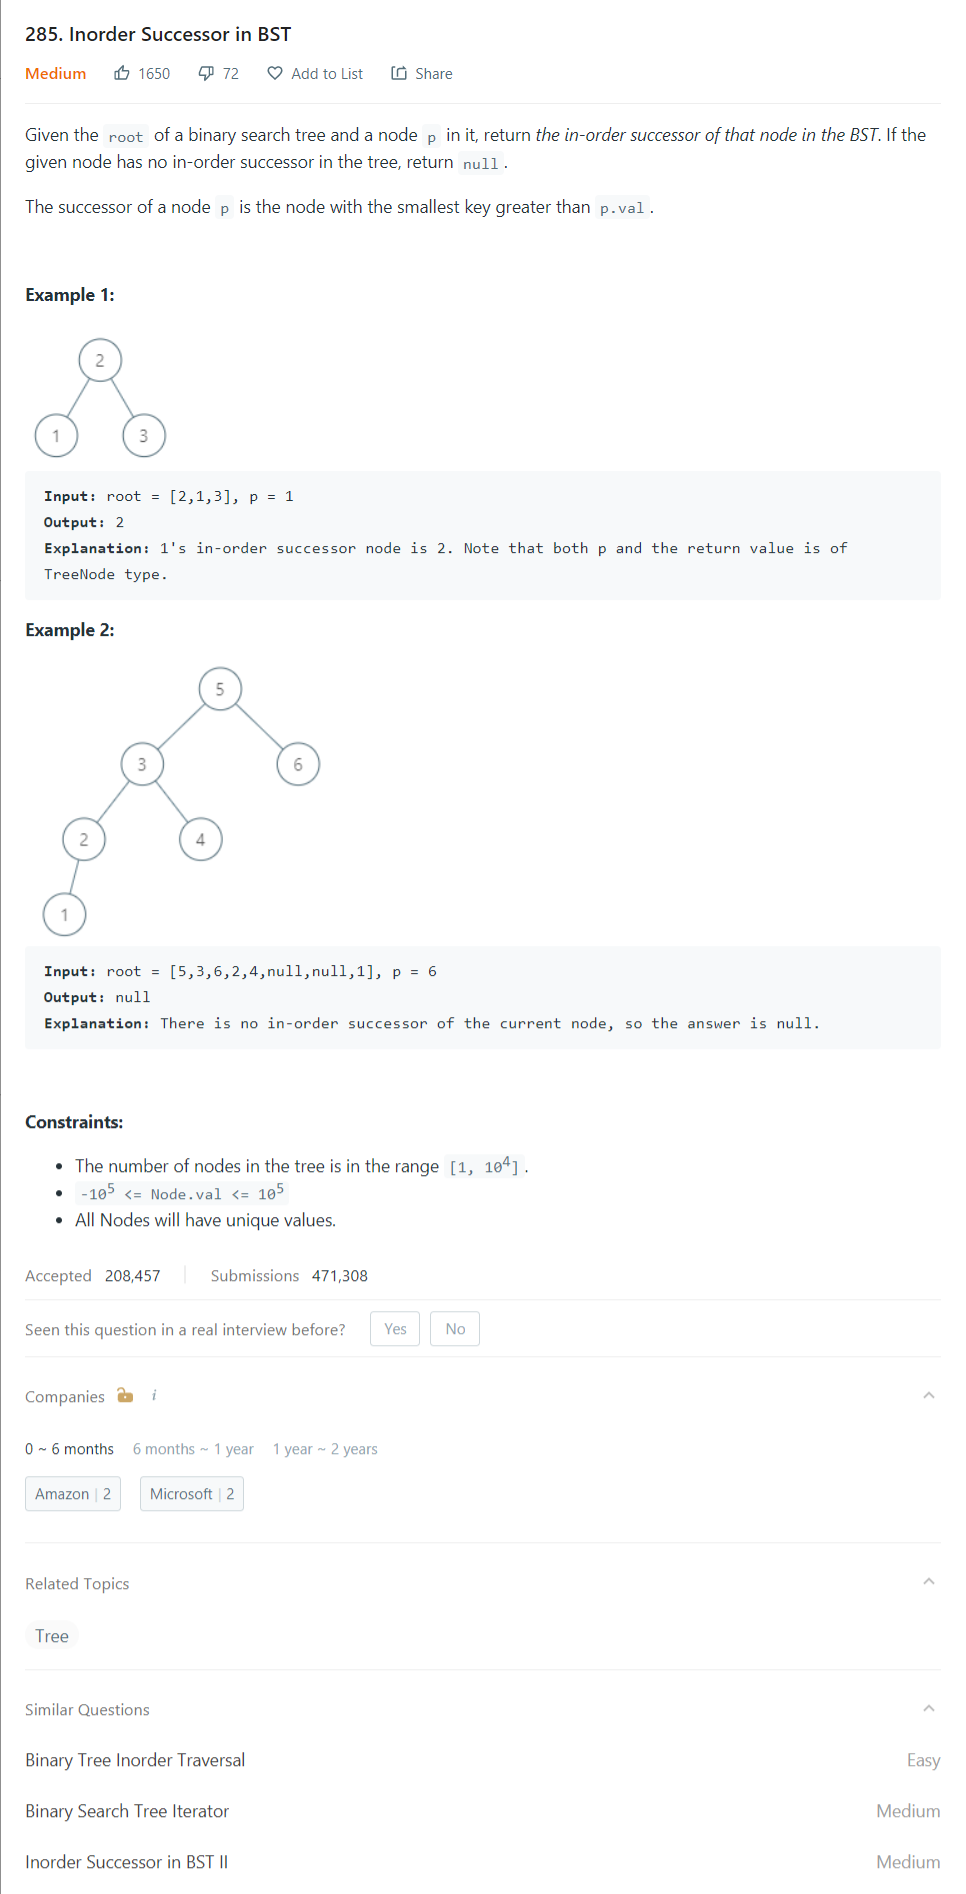 285. Inorder Successor in BST
Medium 1650 72 Add to List Share
Given the root of a binary search tree and a node p in it, return the in-order successor of that node in the BST. If the
given node has no in-order successor in the tree, return null .
The successor of a node p is the node with the smallest key greater than p.val .
Example 1:
2
1 3
Input: root = [2,1,3], p = 1
Output: 2
Explanation: 1's in-order successor node is 2. Note that both p and the return value is of
TreeNode type.
Example 2:
5
3 6
2 4
1
Input: root = [5,3,6,2,4,null,null,1], p = 6
Output: null
Explanation: There is no in-order successor of the current node, so the answer is null.
Constraints:
• The number of nodes in the tree is in the range [1, 10⁴] .
• -10⁵ <= Node.val <= 10⁵
• All Nodes will have unique values.
Accepted 208,457 Submissions 471,308
Seen this question in a real interview before? Yes No
Companies i
0 ~ 6 months 6 months ~ 1 year 1 year ~ 2 years
Amazon | 2 Microsoft | 2
Related Topics
Tree
Similar Questions
Binary Tree Inorder Traversal Easy
Binary Search Tree Iterator Medium
Inorder Successor in BST II Medium